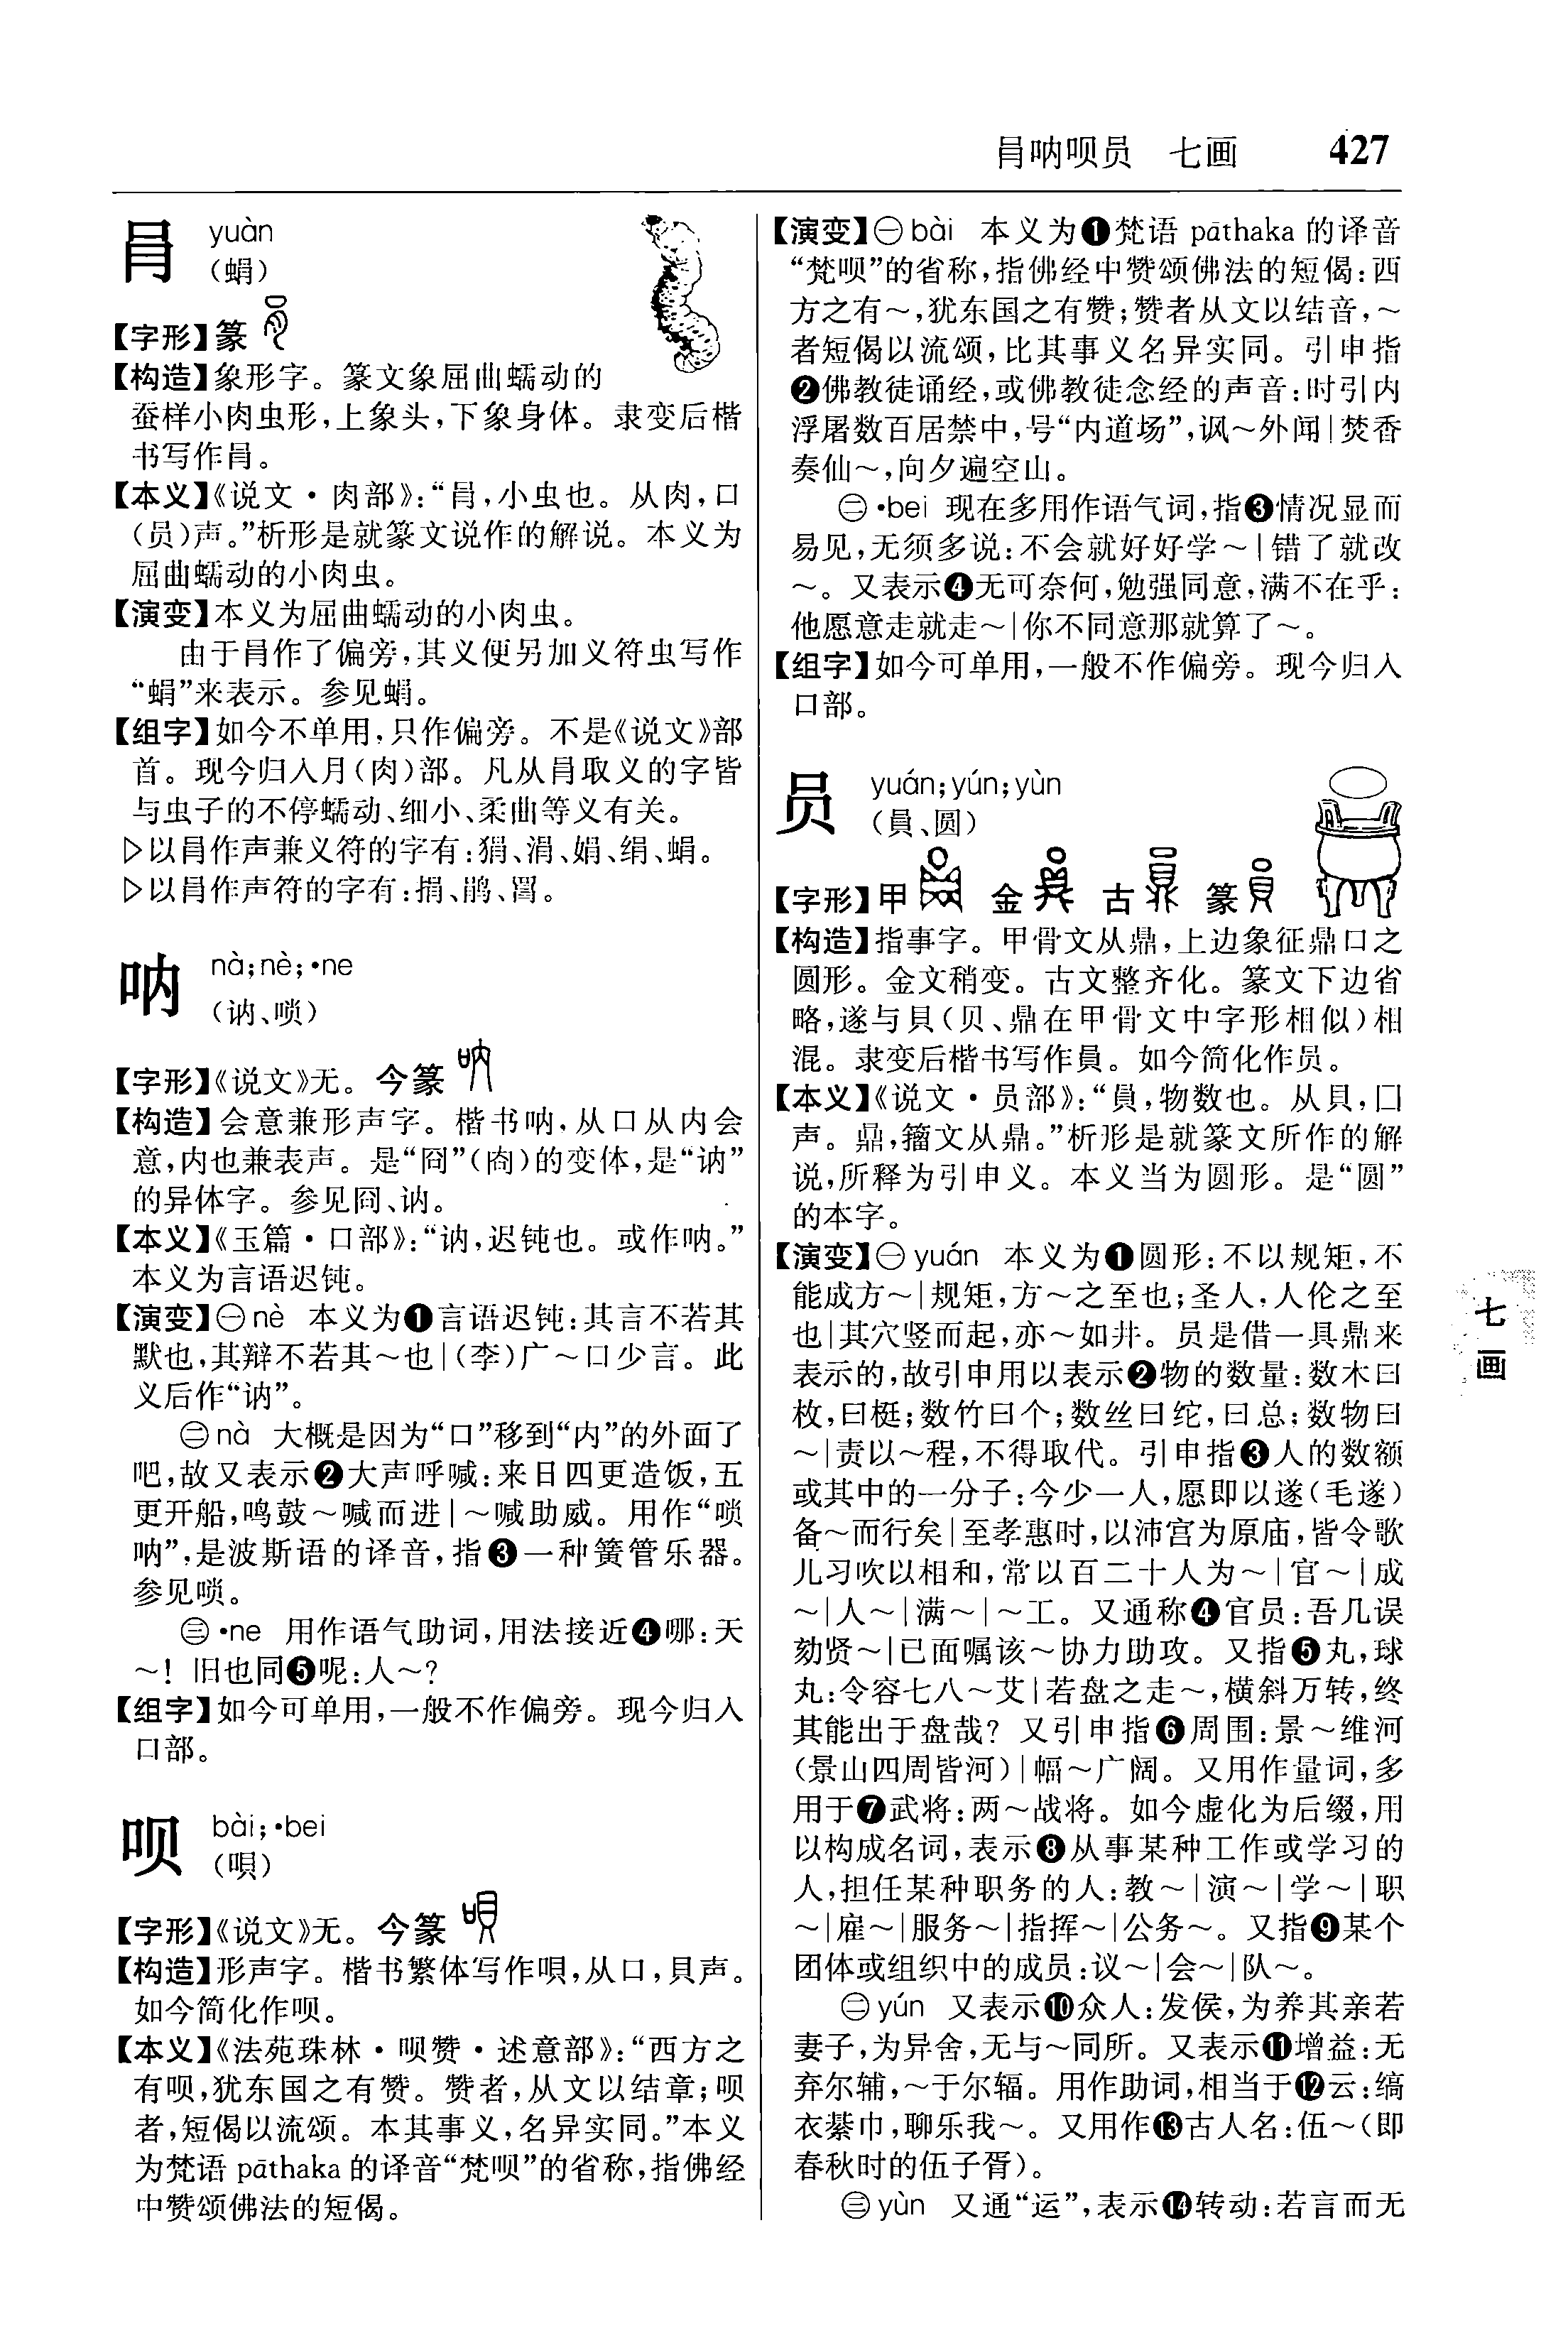 肙呐呗员　七画　427
肙 yuàn
（蜎）
【字形】篆
【构造】象形字。篆文象屈曲蠕动的
蚕样小肉虫形，上象头，下象身体。隶变后楷
书写作肙。
【本义】《说文·肉部》：“肙，小虫也。从肉，口
（员）声。”析形是就篆文说作的解说。本义为
屈曲蠕动的小肉虫。
【演变】本义为屈曲蠕动的小肉虫。
由于肙作了偏旁，其义便另加义符虫写作
“蜎”来表示。参见蜎。
【组字】如今不单用，只作偏旁。不是《说文》部
首。现今归入月（肉）部。凡从肙取义的字皆
与虫子的不停蠕动、细小、柔曲等义有关。
▷以肙作声兼义符的字有：狷、涓、娟、绢、蜎。
▷以肙作声符的字有：捐、鹃、罥。
呐 nà；nè；·ne
（讷、唢）
【字形】《说文》无。今篆
【构造】会意兼形声字。楷书呐，从口从内会
意，内也兼表声。是“㕯”（肉）的变体，是“讷”
的异体字。参见㕯、讷。
【本义】《玉篇·口部》：“讷，迟钝也。或作呐。”
本义为言语迟钝。
【演变】㊀nè　本义为❶言语迟钝：其言不若其
默也，其辩不若其～也｜（李）广～口少言。此
义后作“讷”。
㊁nà　大概是因为“口”移到“内”的外面了
吧，故又表示❷大声呼喊：来日四更造饭，五
更开船，鸣鼓～喊而进｜～喊助威。用作“唢
呐”，是波斯语的译音，指❸一种簧管乐器。
参见唢。
㊂·ne　用作语气助词，用法接近❹哪：天
～！旧也同❺呢：人～？
【组字】如今可单用，一般不作偏旁。现今归入
口部。
呗 bài；·bei
（唄）
【字形】《说文》无。今篆
【构造】形声字。楷书繁体写作唄，从口，貝声。
如今简化作呗。
【本义】《法苑珠林·呗赞·述意部》：“西方之
有呗，犹东国之有赞。赞者，从文以结章；呗
者，短偈以流颂。本其事义，名异实同。”本义
为梵语 pāthaka 的译音“梵呗”的省称，指佛经
中赞颂佛法的短偈。
【演变】㊀bài　本义为❶梵语 pāthaka 的译音
“梵呗”的省称，指佛经中赞颂佛法的短偈：西
方之有～，犹东国之有赞；赞者从文以结音，～
者短偈以流颂，比其事义名异实同。引申指
❷佛教徒诵经，或佛教徒念经的声音：时引内
浮屠数百居禁中，号“内道场”，讽～外闻｜焚香
奏仙～，向夕遍空山。
㊁·bei　现在多用作语气词，指❸情况显而
易见，无须多说：不会就好好学～｜错了就改
～。又表示❹无可奈何，勉强同意，满不在乎：
他愿意走就走～｜你不同意那就算了～。
【组字】如今可单用，一般不作偏旁。现今归入
口部。
员 yuán；yún；yùn
（員、圆）
【字形】甲　金　古　篆
【构造】指事字。甲骨文从鼎，上边象征鼎口之
圆形。金文稍变。古文整齐化。篆文下边省
略，遂与貝（贝、鼎在甲骨文中字形相似）相
混。隶变后楷书写作員。如今简化作员。
【本义】《说文·员部》：“員，物数也。从貝，囗
声。鼎，籀文从鼎。”析形是就篆文所作的解
说，所释为引申义。本义当为圆形。是“圆”
的本字。
【演变】㊀yuán　本义为❶圆形：不以规矩，不
能成方～｜规矩，方～之至也；圣人，人伦之至
也｜其穴竖而起，亦～如井。员是借一具鼎来
表示的，故引申用以表示❷物的数量：数木曰
枚，曰梃；数竹曰个；数丝曰紽，曰总；数物曰
～｜责以～程，不得取代。引申指❸人的数额
或其中的一分子：今少一人，愿即以遂（毛遂）
备～而行矣｜至孝惠时，以沛宫为原庙，皆令歌
儿习吹以相和，常以百二十人为～｜官～｜成
～｜人～｜满～｜～工。又通称❹官员：吾几误
劾贤～｜已面嘱该～协力助攻。又指❺丸，球
丸：令容七八～艾｜若盘之走～，横斜万转，终
其能出于盘哉？又引申指❻周围：景～维河
（景山四周皆河）｜幅～广阔。又用作量词，多
用于❼武将：两～战将。如今虚化为后缀，用
以构成名词，表示❽从事某种工作或学习的
人，担任某种职务的人：教～｜演～｜学～｜职
～｜雇～｜服务～｜指挥～｜公务～。又指❾某个
团体或组织中的成员：议～｜会～｜队～。
㊁yún　又表示❿众人：发侯，为养其亲若
妻子，为异舍，无与～同所。又表示⓫增益：无
弃尔辅，～于尔辐。用作助词，相当于⓬云：缟
衣綦巾，聊乐我～。又用作⓭古人名：伍～（即
春秋时的伍子胥）。
㊂yùn　又通“运”，表示⓮转动：若言而无
七
画